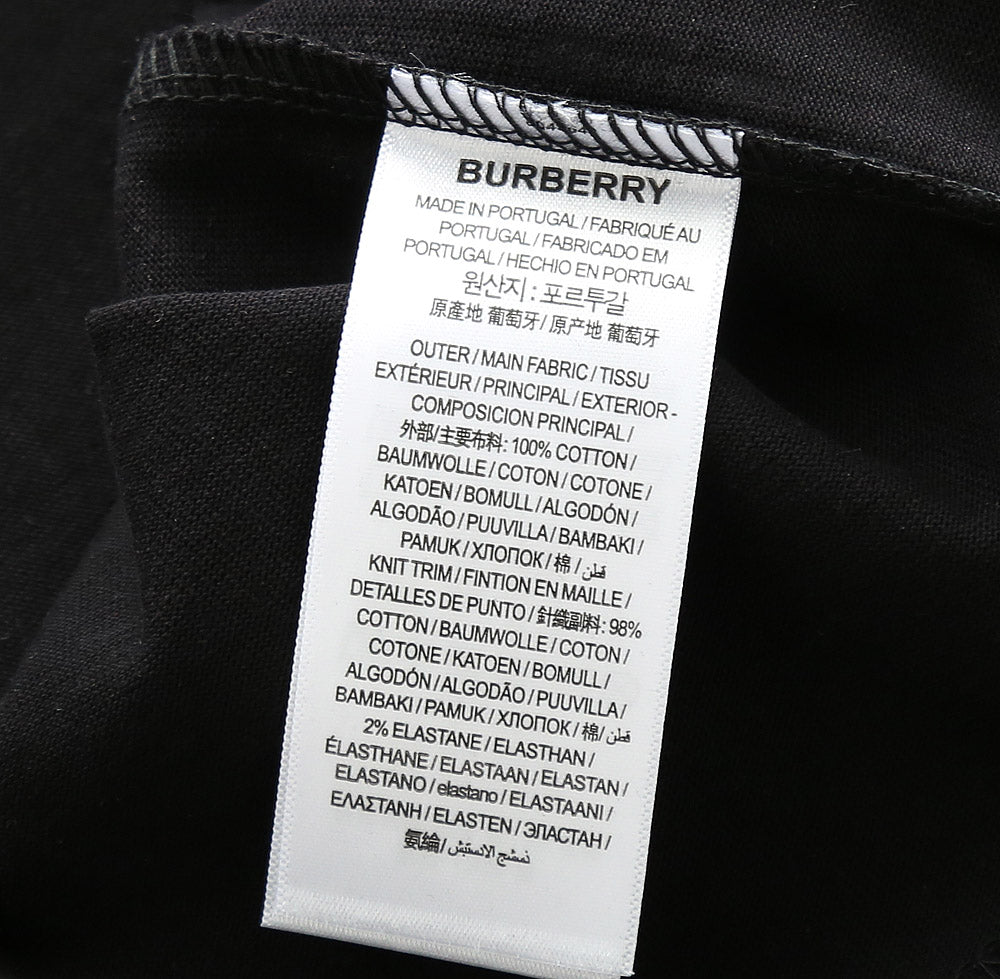 BURBERRY
MADE IN PORTUGAL / FABRIQUÉ AU
PORTUGAL / FABRICADO EM
PORTUGAL / HECHIO EN PORTUGAL
원산지 : 포르투갈
原產地 葡萄牙 / 原产地 葡萄牙
OUTER / MAIN FABRIC / TISSU
EXTÉRIEUR / PRINCIPAL / EXTERIOR -
COMPOSICION PRINCIPAL /
外部/主要布料: 100% COTTON /
BAUMWOLLE / COTON / COTONE /
KATOEN / BOMULL / ALGODÓN /
ALGODÃO / PUUVILLA / BAMBAKI /
PAMUK / ХЛОПОК / 棉 / قطن
KNIT TRIM / FINTION EN MAILLE /
DETALLES DE PUNTO / 針織副料: 98%
COTTON / BAUMWOLLE / COTON /
COTONE / KATOEN / BOMULL /
ALGODÓN / ALGODÃO / PUUVILLA /
BAMBAKI / PAMUK / ХЛОПОК / 棉 / قطن
2% ELASTANE / ELASTHAN /
ÉLASTHANE / ELASTAAN / ELASTAN /
ELASTANO / elastano / ELASTAANI /
ΕΛΑΣΤΑΝΗ / ELASTEN / ЭЛАСТАН /
氨綸 / نمشج الانستبش